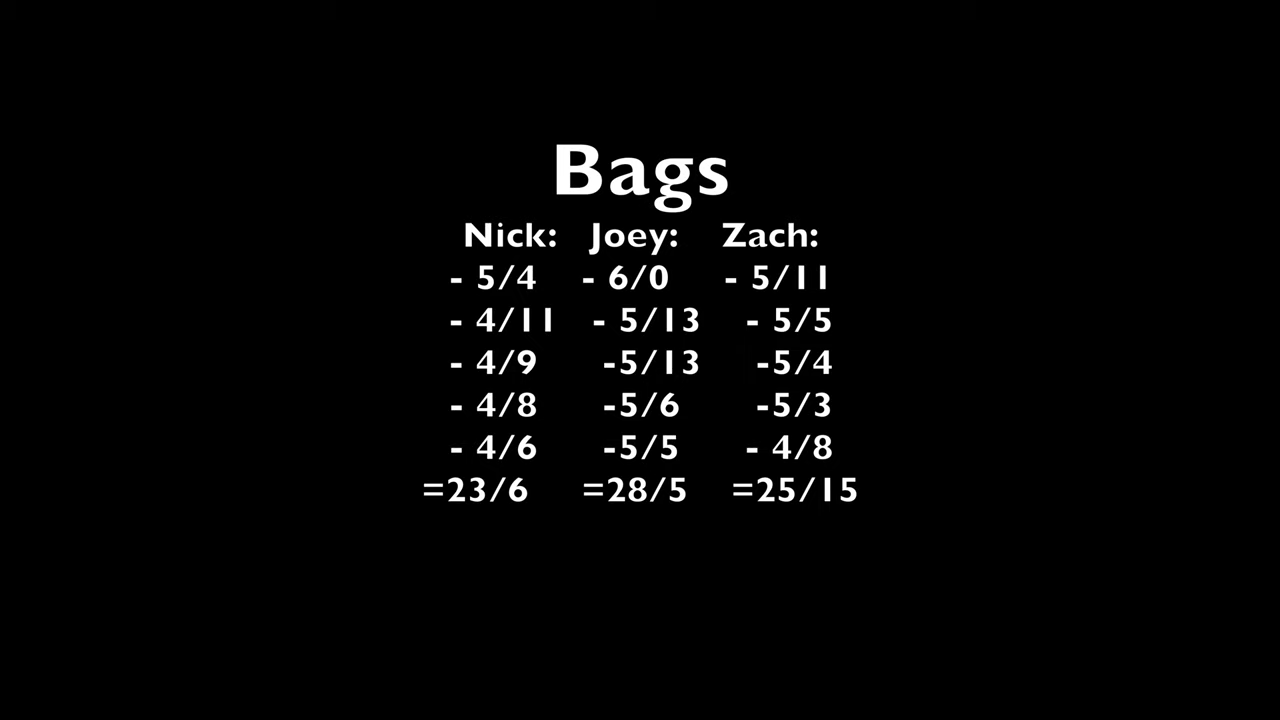 Bags
Nick: Joey: Zach:
- 5/4 - 6/0 - 5/11
- 4/11 - 5/13 - 5/5
- 4/9 -5/13 -5/4
- 4/8 -5/6 -5/3
- 4/6 -5/5 - 4/8
=23/6 =28/5 =25/15